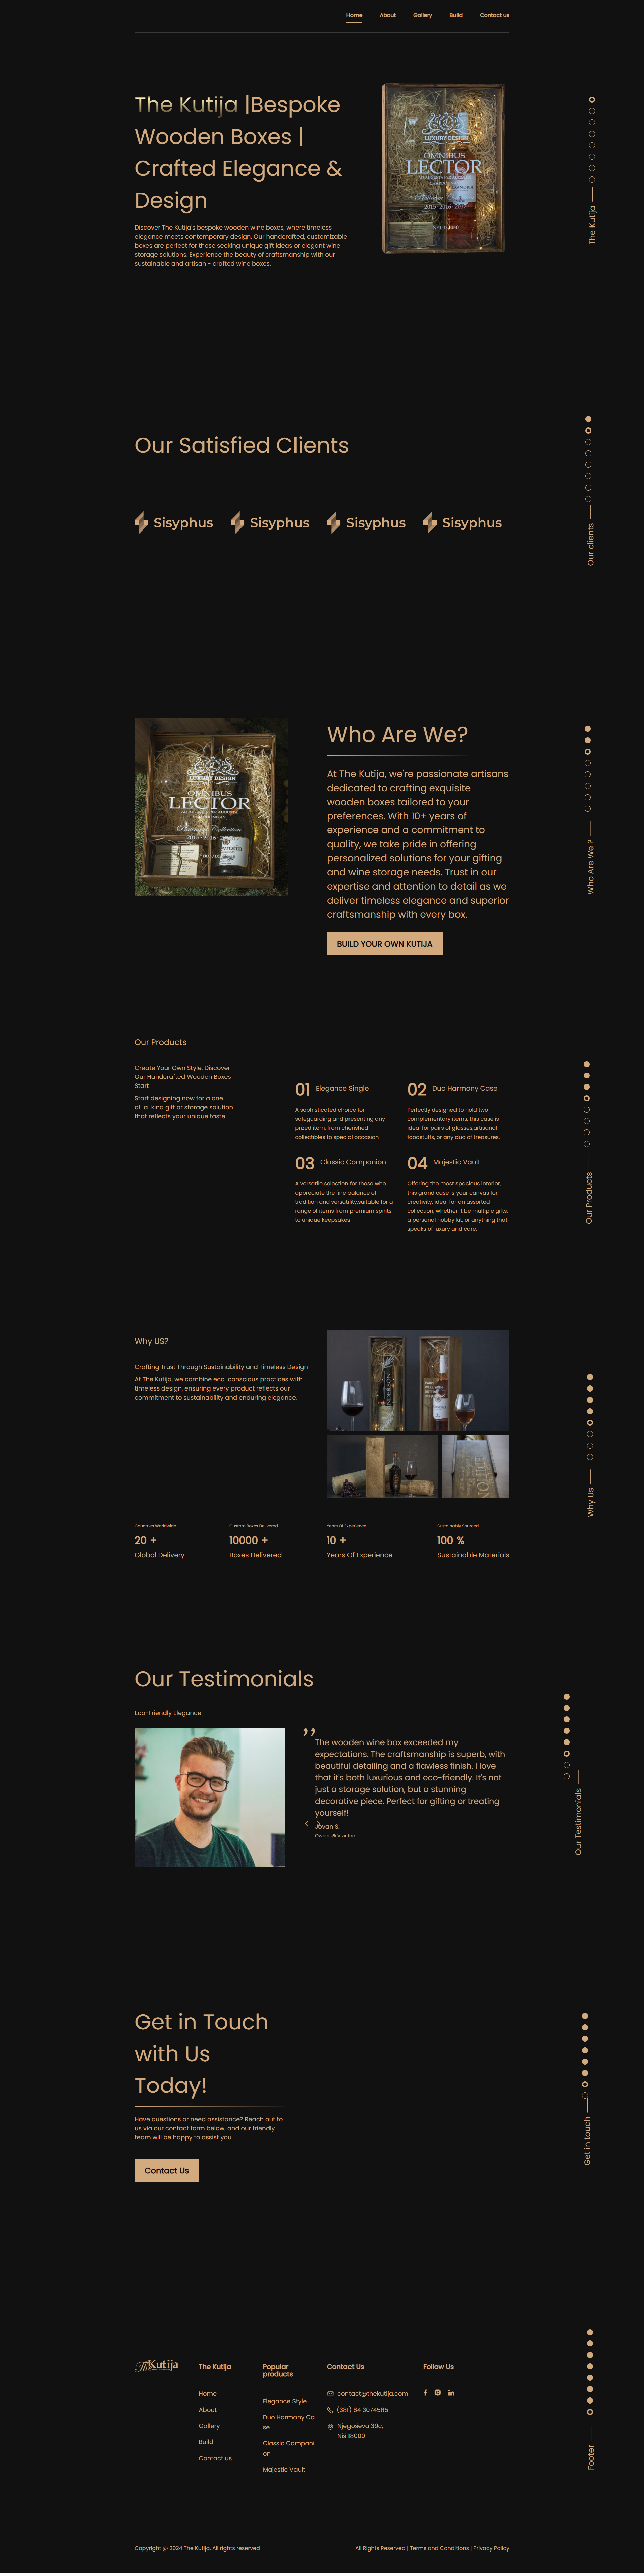 Home About Gallery Build Contact us
The Kutija |Bespoke
Wooden Boxes |
Crafted Elegance &
Design
Discover The Kutija's bespoke wooden wine boxes, where timeless
elegance meets contemporary design. Our handcrafted, customizable
boxes are perfect for those seeking unique gift ideas or elegant wine
storage solutions. Experience the beauty of craftsmanship with our
sustainable and artisan - crafted wine boxes.
LUXURY DESIGN
OMNIBUS
LECTOR
2015 · 2016 · 2017
The Kutija
Our Satisfied Clients
Sisyphus Sisyphus Sisyphus Sisyphus
Our clients
LUXURY DESIGN
OMNIBUS
LECTOR
Platinum Collection
2015 · 2016 · 2017
Who Are We?
At The Kutija, we're passionate artisans
dedicated to crafting exquisite
wooden boxes tailored to your
preferences. With 10+ years of
experience and a commitment to
quality, we take pride in offering
personalized solutions for your gifting
and wine storage needs. Trust in our
expertise and attention to detail as we
deliver timeless elegance and superior
craftsmanship with every box.
BUILD YOUR OWN KUTIJA
Who Are We ?
Our Products
Create Your Own Style: Discover
Our Handcrafted Wooden Boxes
Start
Start designing now for a one-
of-a-kind gift or storage solution
that reflects your unique taste.
01 Elegance Single
A sophisticated choice for
safeguarding and presenting any
prized item, from cherished
collectibles to special occasion
02 Duo Harmony Case
Perfectly designed to hold two
complementary items, this case is
ideal for pairs of glasses,artisanal
foodstuffs, or any duo of treasures.
03 Classic Companion
A versatile selection for those who
appreciate the fine balance of
tradition and versatility,suitable for a
range of items from premium spirits
to unique keepsakes
04 Majestic Vault
Offering the most spacious interior,
this grand case is your canvas for
creativity, ideal for an assorted
collection, whether it be multiple gifts,
a personal hobby kit, or anything that
speaks of luxury and care.
Our Products
Why US?
Crafting Trust Through Sustainability and Timeless Design
At The Kutija, we combine eco-conscious practices with
timeless design, ensuring every product reflects our
commitment to sustainability and enduring elegance.
Countries Worldwide
20 +
Global Delivery
Custom Boxes Delivered
10000 +
Boxes Delivered
Years Of Experience
10 +
Years Of Experience
Sustainably Sourced
100 %
Sustainable Materials
Why Us
Our Testimonials
Eco-Friendly Elegance
The wooden wine box exceeded my
expectations. The craftsmanship is superb, with
beautiful detailing and a flawless finish. I love
that it's both luxurious and eco-friendly. It's not
just a storage solution, but a stunning
decorative piece. Perfect for gifting or treating
yourself!
Jovan S.
Owner @ Vizir Inc.
Our Testimonials
Get in Touch
with Us
Today!
Have questions or need assistance? Reach out to
us via our contact form below, and our friendly
team will be happy to assist you.
Contact Us
Get in touch
The Kutija
The Kutija
Home
About
Gallery
Build
Contact us
Popular
products
Elegance Style
Duo Harmony Ca
se
Classic Compani
on
Majestic Vault
Contact Us
contact@thekutija.com
(381) 64 3074585
Njegoševa 39c,
Niš 18000
Follow Us
Footer
Copyright @ 2024 The Kutija, All rights reserved
All Rights Reserved | Terms and Conditions | Privacy Policy